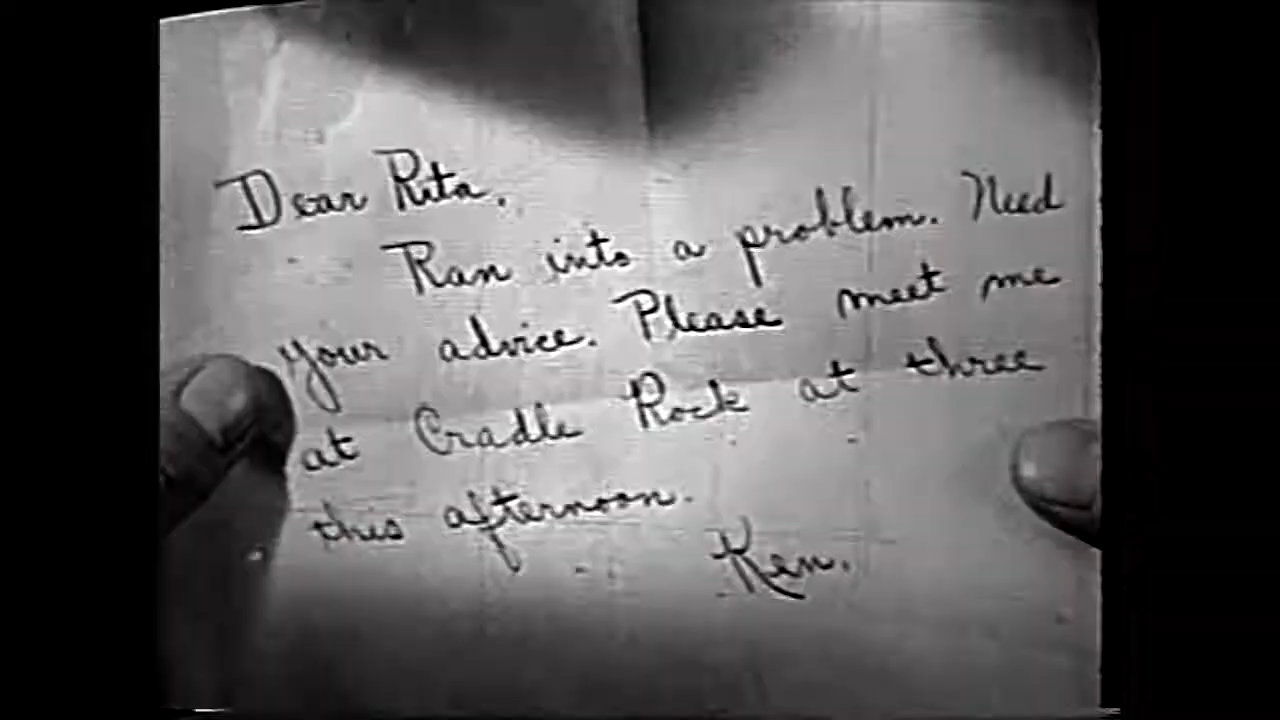 Dear Rita,
Ran into a problem. Need
your advice. Please meet me
at Cradle Rock at three
this afternoon.
Ken.